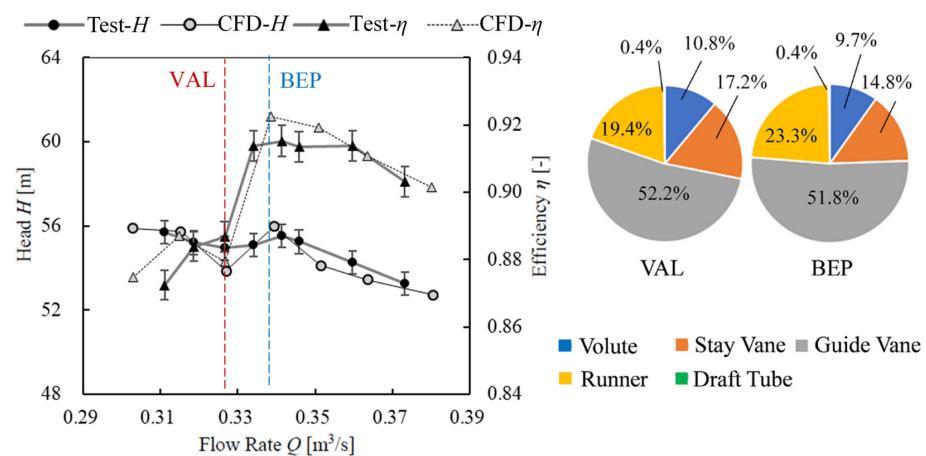 Test-H CFD-H Test-η CFD-η
64
60
56
52
48
Head H [m]
VAL
BEP
0.94
0.92
0.90
0.88
0.86
0.84
Efficiency η [-]
0.29 0.31 0.33 0.35 0.37 0.39
Flow Rate Q [m³/s]
0.4% 10.8%
17.2%
19.4%
52.2%
VAL
0.4% 9.7%
14.8%
23.3%
51.8%
BEP
Volute Stay Vane Guide Vane
Runner Draft Tube